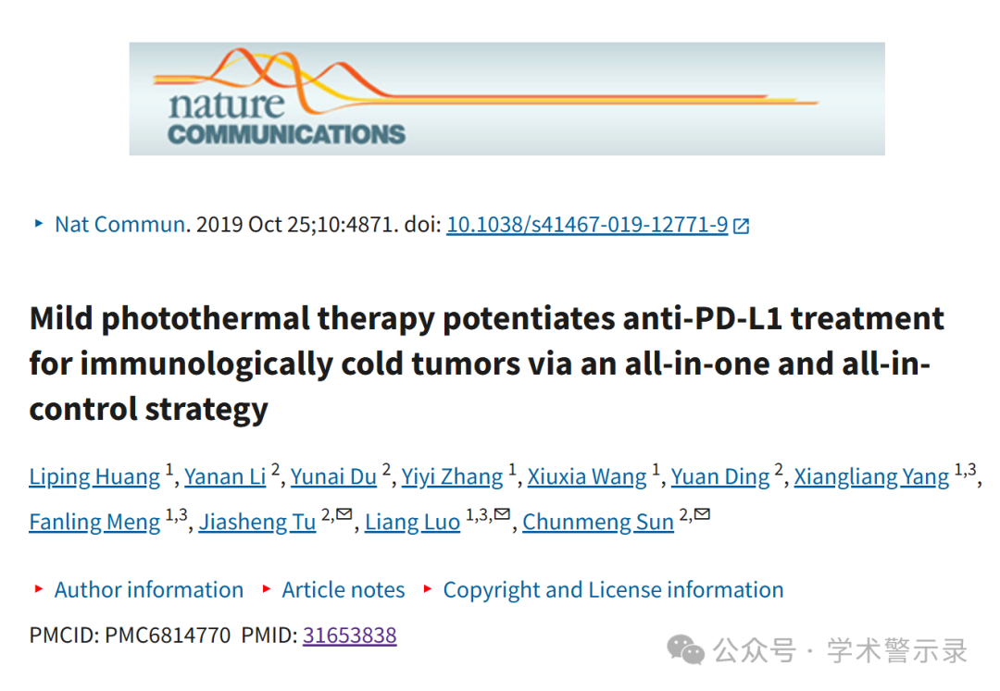 nature
COMMUNICATIONS
Nat Commun. 2019 Oct 25;10:4871. doi: 10.1038/s41467-019-12771-9
Mild photothermal therapy potentiates anti-PD-L1 treatment
for immunologically cold tumors via an all-in-one and all-in-
control strategy
Liping Huang 1, Yanan Li 2, Yunai Du 2, Yiyi Zhang 1, Xiuxia Wang 1, Yuan Ding 2, Xiangliang Yang 1,3,
Fanling Meng 1,3, Jiasheng Tu 2,✉, Liang Luo 1,3,✉, Chunmeng Sun 2,✉
Author information Article notes Copyright and License information
PMCID: PMC6814770 PMID: 31653838
公众号 · 学术警示录